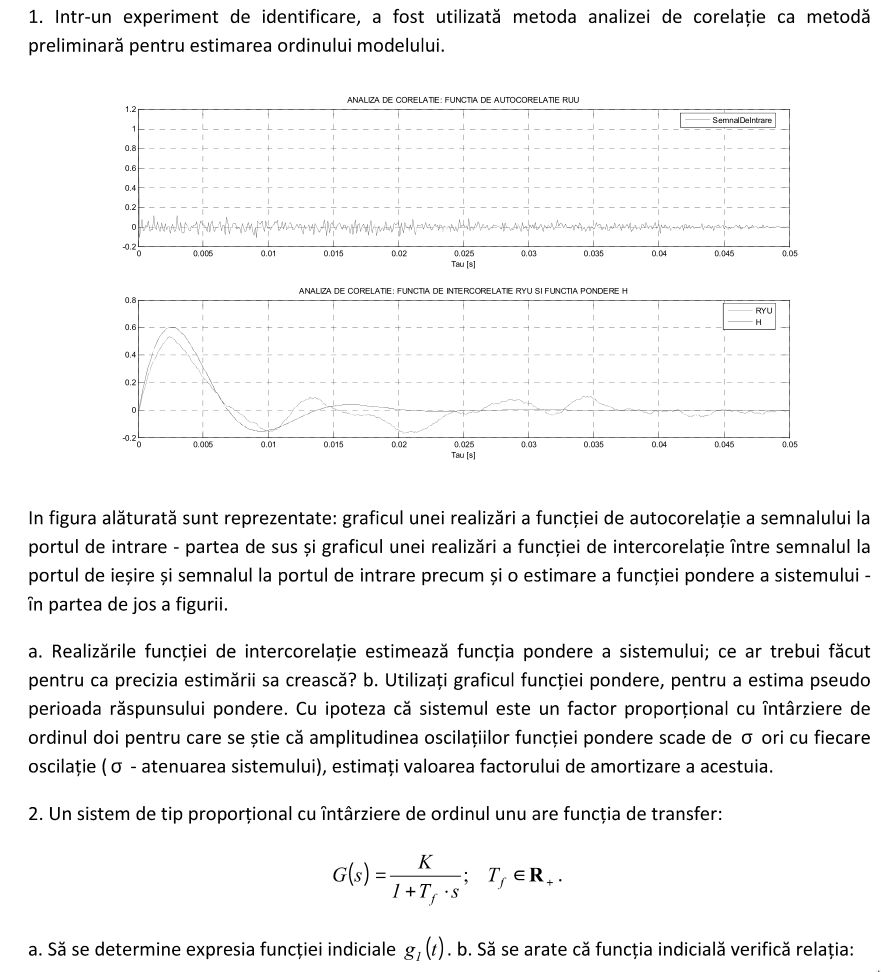 1. Intr-un experiment de identificare, a fost utilizată metoda analizei de corelație ca metodă
preliminară pentru estimarea ordinului modelului.
ANALIZA DE CORELATIE: FUNCTIA DE AUTOCORELATIE RUU
SemnalDeIntrare
1.2
1
0.8
0.6
0.4
0.2
0
-0.2
0 0.005 0.01 0.015 0.02 0.025 0.03 0.035 0.04 0.045 0.05
Tau [s]
ANALIZA DE CORELATIE: FUNCTIA DE INTERCORELATIE RYU SI FUNCTIA PONDERE H
RYU
H
0.8
0.6
0.4
0.2
0
-0.2
0 0.005 0.01 0.015 0.02 0.025 0.03 0.035 0.04 0.045 0.05
Tau [s]
In figura alăturată sunt reprezentate: graficul unei realizări a funcției de autocorelație a semnalului la
portul de intrare - partea de sus și graficul unei realizări a funcției de intercorelație între semnalul la
portul de ieșire și semnalul la portul de intrare precum și o estimare a funcției pondere a sistemului -
în partea de jos a figurii.
a. Realizările funcției de intercorelație estimează funcția pondere a sistemului; ce ar trebui făcut
pentru ca precizia estimării sa crească? b. Utilizați graficul funcției pondere, pentru a estima pseudo
perioada răspunsului pondere. Cu ipoteza că sistemul este un factor proporțional cu întârziere de
ordinul doi pentru care se știe că amplitudinea oscilațiilor funcției pondere scade de σ ori cu fiecare
oscilație ( σ - atenuarea sistemului), estimați valoarea factorului de amortizare a acestuia.
2. Un sistem de tip proporțional cu întârziere de ordinul unu are funcția de transfer:
G(s) = K / (1 + T_f · s); T_f ∈ R₊ .
a. Să se determine expresia funcției indiciale g₁(t). b. Să se arate că funcția indicială verifică relația: